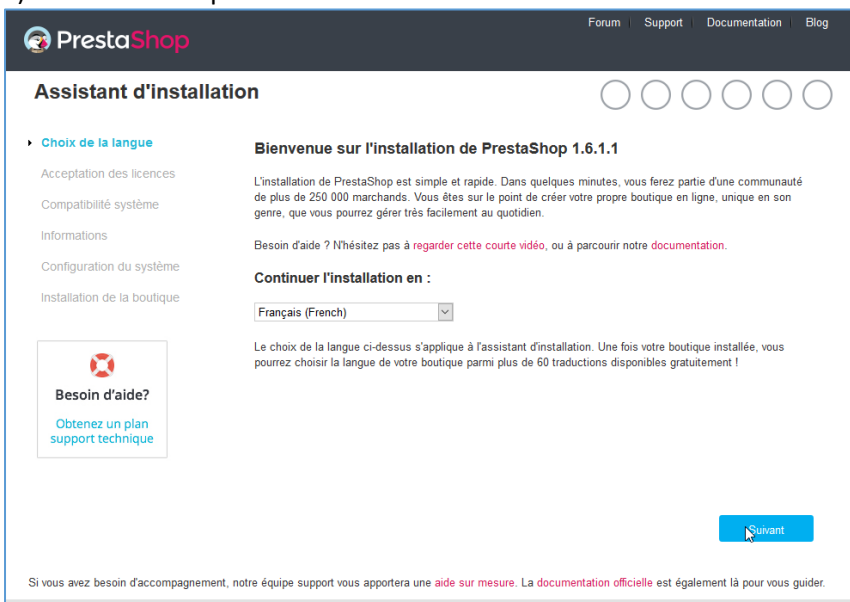 Forum Support Documentation Blog
PrestaShop
Assistant d'installation
Choix de la langue
Acceptation des licences
Compatibilité système
Informations
Configuration du système
Installation de la boutique
Besoin d'aide?
Obtenez un plan
support technique
Bienvenue sur l'installation de PrestaShop 1.6.1.1
L'installation de PrestaShop est simple et rapide. Dans quelques minutes, vous ferez partie d'une communauté
de plus de 250 000 marchands. Vous êtes sur le point de créer votre propre boutique en ligne, unique en son
genre, que vous pourrez gérer très facilement au quotidien.
Besoin d'aide ? N'hésitez pas à regarder cette courte vidéo, ou à parcourir notre documentation.
Continuer l'installation en :
Français (French)
Le choix de la langue ci-dessus s'applique à l'assistant d'installation. Une fois votre boutique installée, vous
pourrez choisir la langue de votre boutique parmi plus de 60 traductions disponibles gratuitement !
Suivant
Si vous avez besoin d'accompagnement, notre équipe support vous apportera une aide sur mesure. La documentation officielle est également là pour vous guider.